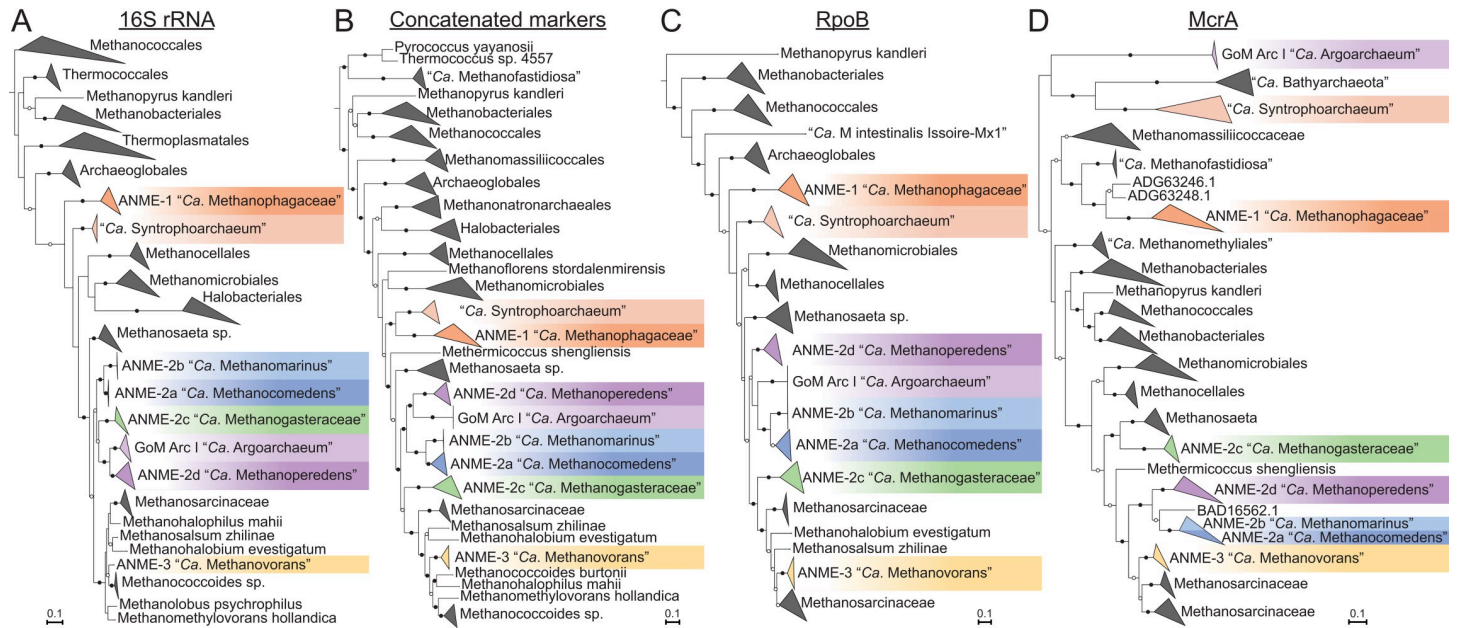 A 16S rRNA
Methanococcales
Thermococcales
Methanopyrus kandleri
Methanobacteriales
Thermoplasmatales
Archaeoglobales
ANME-1 “Ca. Methanophagaceae”
“Ca. Syntrophoarchaeum”
Methanocellales
Methanomicrobiales
Halobacteriales
Methanosaeta sp.
ANME-2b “Ca. Methanomarinus”
ANME-2a “Ca. Methanocomedens”
ANME-2c “Ca. Methanogasteraceae”
GoM Arc I “Ca. Argoarchaeum”
ANME-2d “Ca. Methanoperedens”
Methanosarcinaceae
Methanohalophilus mahii
Methanosalsum zhilinae
Methanohalobium evestigatum
ANME-3 “Ca. Methanovorans”
Methanococcoides sp.
Methanolobus psychrophilus
Methanomethylovorans hollandica
0.1
B Concatenated markers
Pyrococcus yayanosii
Thermococcus sp. 4557
“Ca. Methanofastidiosa”
Methanopyrus kandleri
Methanobacteriales
Methanococcales
Methanomassiliicoccales
Archaeoglobales
Methanonatronarchaeales
Halobacteriales
Methanocellales
Methanoflorens stordalenmirensis
Methanomicrobiales
“Ca. Syntrophoarchaeum”
ANME-1 “Ca. Methanophagaceae”
Methermicoccus shengliensis
Methanosaeta sp.
ANME-2d “Ca. Methanoperedens”
GoM Arc I “Ca. Argoarchaeum”
ANME-2b “Ca. Methanomarinus”
ANME-2a “Ca. Methanocomedens”
ANME-2c “Ca. Methanogasteraceae”
Methanosarcinaceae
Methanosalsum zhilinae
Methanohalobium evestigatum
ANME-3 “Ca. Methanovorans”
Methanococcoides burtonii
Methanohalophilus mahii
Methanomethylovorans hollandica
Methanococcoides sp.
0.1
C RpoB
Methanopyrus kandleri
Methanobacteriales
Methanococcales
“Ca. M intestinalis Issoire-Mx1”
Archaeoglobales
ANME-1 “Ca. Methanophagaceae”
“Ca. Syntrophoarchaeum”
Methanomicrobiales
Methanocellales
Methanosaeta sp.
ANME-2d “Ca. Methanoperedens”
GoM Arc I “Ca. Argoarchaeum”
ANME-2b “Ca. Methanomarinus”
ANME-2a “Ca. Methanocomedens”
ANME-2c “Ca. Methanogasteraceae”
Methanosarcinaceae
Methanohalobium evestigatum
Methanosalsum zhilinae
ANME-3 “Ca. Methanovorans”
Methanosarcinaceae
0.1
D McrA
GoM Arc I “Ca. Argoarchaeum”
“Ca. Bathyarchaeota”
“Ca. Syntrophoarchaeum”
Methanomassiliicoccaceae
“Ca. Methanofastidiosa”
ADG63246.1
ADG63248.1
ANME-1 “Ca. Methanophagaceae”
“Ca. Methanomethyliales”
Methanobacteriales
Methanopyrus kandleri
Methanococcales
Methanobacteriales
Methanomicrobiales
Methanocellales
Methanosaeta
ANME-2c “Ca. Methanogasteraceae”
Methermicoccus shengliensis
ANME-2d “Ca. Methanoperedens”
BAD16562.1
ANME-2b “Ca. Methanomarinus”
ANME-2a “Ca. Methanocomedens”
ANME-3 “Ca. Methanovorans”
Methanosarcinaceae
Methanosarcinaceae
0.1